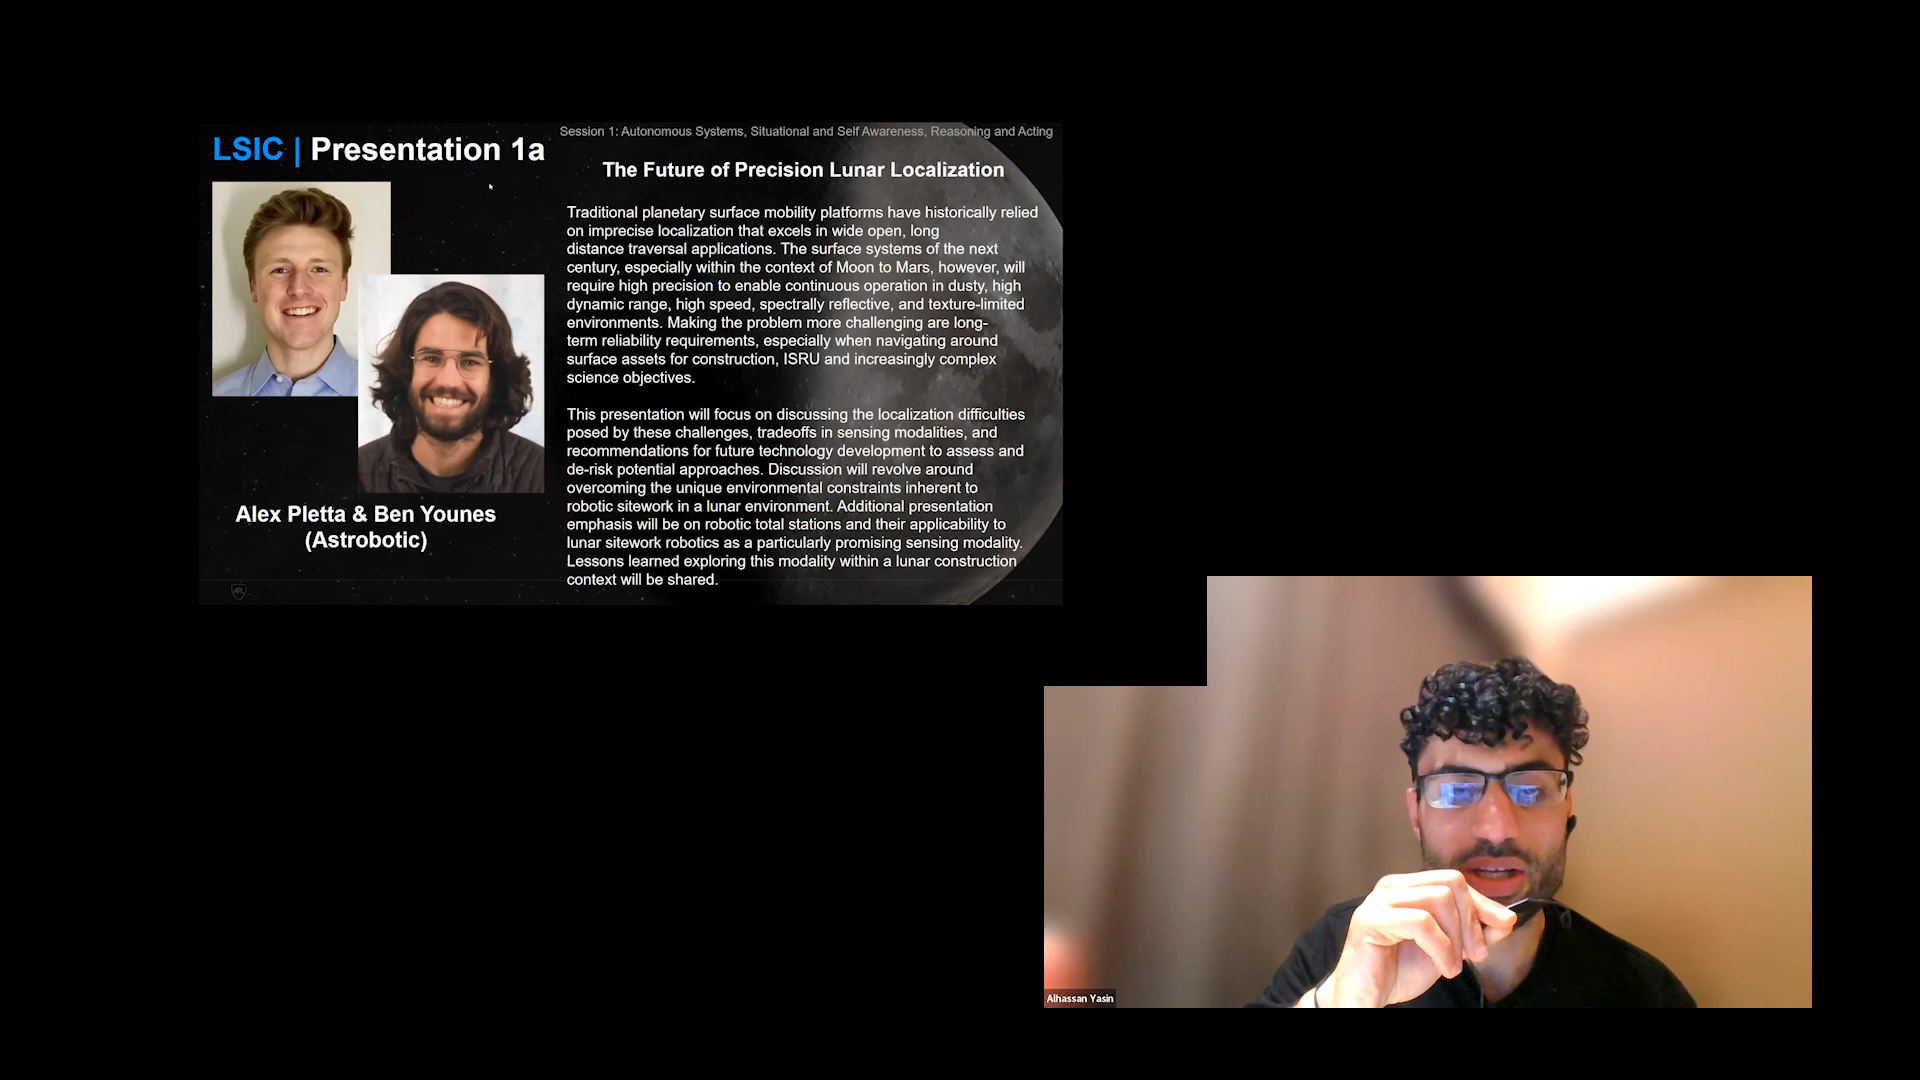 LSIC | Presentation 1a
Session 1: Autonomous Systems, Situational and Self Awareness, Reasoning and Acting
The Future of Precision Lunar Localization
Traditional planetary surface mobility platforms have historically relied
on imprecise localization that excels in wide open, long
distance traversal applications. The surface systems of the next
century, especially within the context of Moon to Mars, however, will
require high precision to enable continuous operation in dusty, high
dynamic range, high speed, spectrally reflective, and texture-limited
environments. Making the problem more challenging are long-
term reliability requirements, especially when navigating around
surface assets for construction, ISRU and increasingly complex
science objectives.
This presentation will focus on discussing the localization difficulties
posed by these challenges, tradeoffs in sensing modalities, and
recommendations for future technology development to assess and
de-risk potential approaches. Discussion will revolve around
overcoming the unique environmental constraints inherent to
robotic sitework in a lunar environment. Additional presentation
emphasis will be on robotic total stations and their applicability to
lunar sitework robotics as a particularly promising sensing modality.
Lessons learned exploring this modality within a lunar construction
context will be shared.
Alex Pletta & Ben Younes
(Astrobotic)
Alhassan Yasin